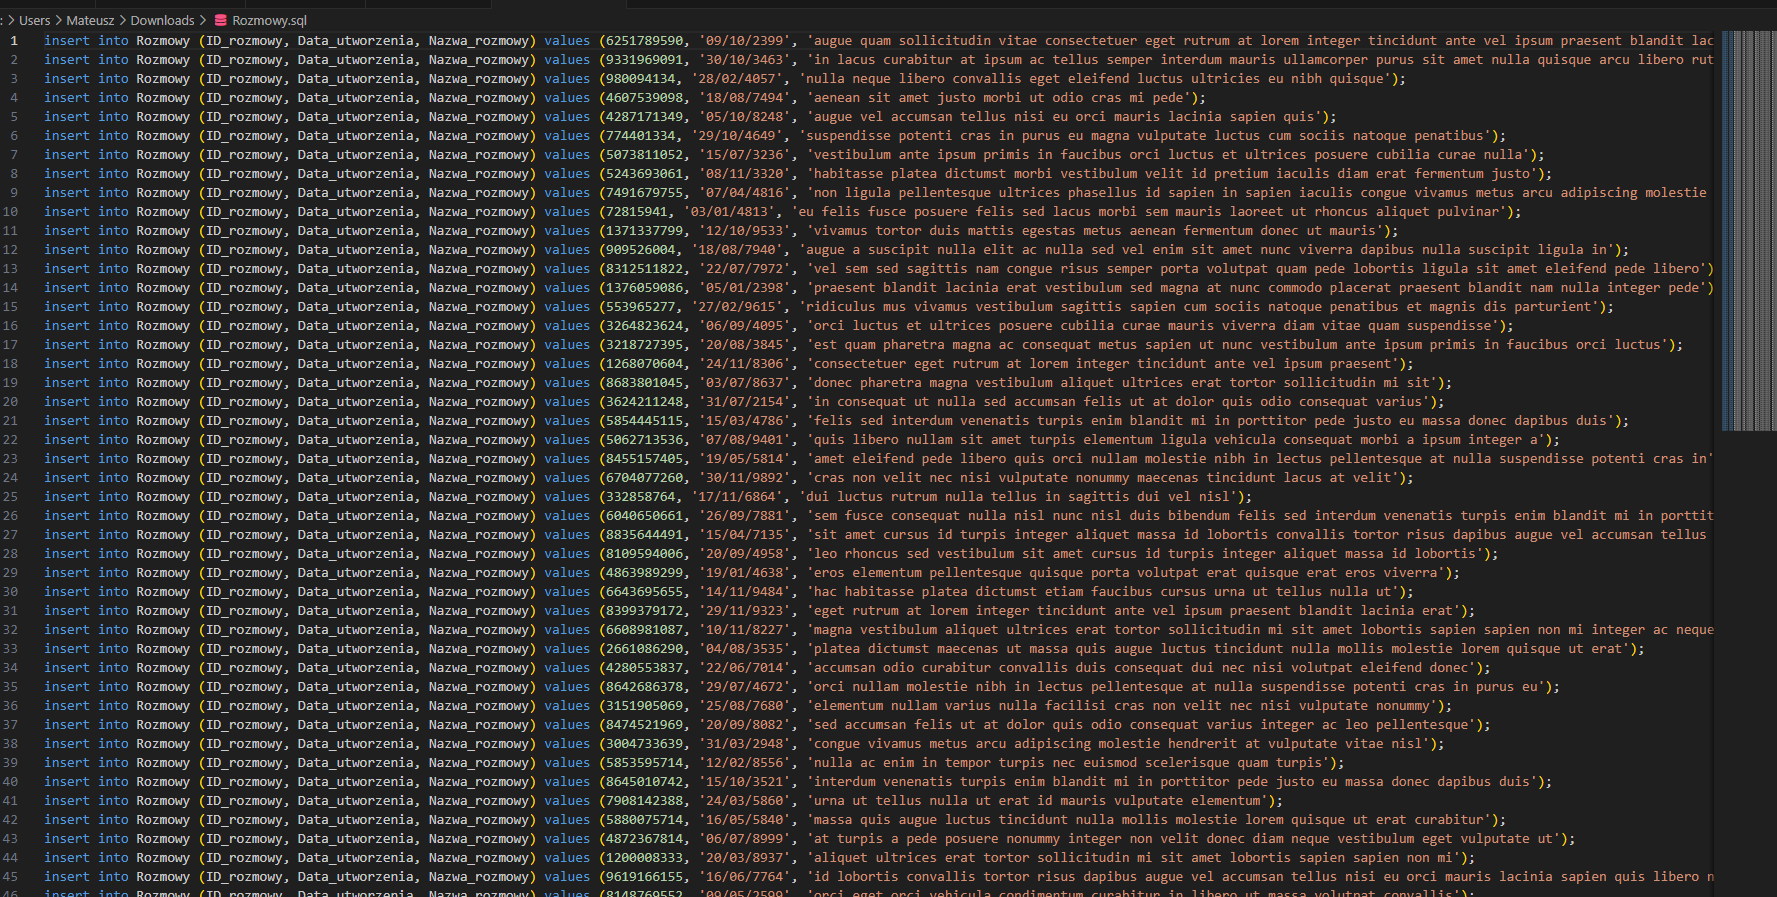 : > Users > Mateusz > Downloads > Rozmowy.sql
1 insert into Rozmowy (ID_rozmowy, Data_utworzenia, Nazwa_rozmowy) values (6251789590, '09/10/2399', 'augue quam sollicitudin vitae consectetuer eget rutrum at lorem integer tincidunt ante vel ipsum praesent blandit lac
2 insert into Rozmowy (ID_rozmowy, Data_utworzenia, Nazwa_rozmowy) values (9331969091, '30/10/3463', 'in lacus curabitur at ipsum ac tellus semper interdum mauris ullamcorper purus sit amet nulla quisque arcu libero rut
3 insert into Rozmowy (ID_rozmowy, Data_utworzenia, Nazwa_rozmowy) values (980094134, '28/02/4057', 'nulla neque libero convallis eget eleifend luctus ultricies eu nibh quisque');
4 insert into Rozmowy (ID_rozmowy, Data_utworzenia, Nazwa_rozmowy) values (4607539098, '18/08/7494', 'aenean sit amet justo morbi ut odio cras mi pede');
5 insert into Rozmowy (ID_rozmowy, Data_utworzenia, Nazwa_rozmowy) values (4287171349, '05/10/8248', 'augue vel accumsan tellus nisi eu orci mauris lacinia sapien quis');
6 insert into Rozmowy (ID_rozmowy, Data_utworzenia, Nazwa_rozmowy) values (774401334, '29/10/4649', 'suspendisse potenti cras in purus eu magna vulputate luctus cum sociis natoque penatibus');
7 insert into Rozmowy (ID_rozmowy, Data_utworzenia, Nazwa_rozmowy) values (5073811052, '15/07/3236', 'vestibulum ante ipsum primis in faucibus orci luctus et ultrices posuere cubilia curae nulla');
8 insert into Rozmowy (ID_rozmowy, Data_utworzenia, Nazwa_rozmowy) values (5243693061, '08/11/3320', 'habitasse platea dictumst morbi vestibulum velit id pretium iaculis diam erat fermentum justo');
9 insert into Rozmowy (ID_rozmowy, Data_utworzenia, Nazwa_rozmowy) values (7491679755, '07/04/4816', 'non ligula pellentesque ultrices phasellus id sapien in sapien iaculis congue vivamus metus arcu adipiscing molestie
10 insert into Rozmowy (ID_rozmowy, Data_utworzenia, Nazwa_rozmowy) values (72815941, '03/01/4813', 'eu felis fusce posuere felis sed lacus morbi sem mauris laoreet ut rhoncus aliquet pulvinar');
11 insert into Rozmowy (ID_rozmowy, Data_utworzenia, Nazwa_rozmowy) values (1371337799, '12/10/9533', 'vivamus tortor duis mattis egestas metus aenean fermentum donec ut mauris');
12 insert into Rozmowy (ID_rozmowy, Data_utworzenia, Nazwa_rozmowy) values (909526004, '18/08/7940', 'augue a suscipit nulla elit ac nulla sed vel enim sit amet nunc viverra dapibus nulla suscipit ligula in');
13 insert into Rozmowy (ID_rozmowy, Data_utworzenia, Nazwa_rozmowy) values (8312511822, '22/07/7972', 'vel sem sed sagittis nam congue risus semper porta volutpat quam pede lobortis ligula sit amet eleifend pede libero')
14 insert into Rozmowy (ID_rozmowy, Data_utworzenia, Nazwa_rozmowy) values (1376059086, '05/01/2398', 'praesent blandit lacinia erat vestibulum sed magna at nunc commodo placerat praesent blandit nam nulla integer pede')
15 insert into Rozmowy (ID_rozmowy, Data_utworzenia, Nazwa_rozmowy) values (553965277, '27/02/9615', 'ridiculus mus vivamus vestibulum sagittis sapien cum sociis natoque penatibus et magnis dis parturient');
16 insert into Rozmowy (ID_rozmowy, Data_utworzenia, Nazwa_rozmowy) values (3264823624, '06/09/4095', 'orci luctus et ultrices posuere cubilia curae mauris viverra diam vitae quam suspendisse');
17 insert into Rozmowy (ID_rozmowy, Data_utworzenia, Nazwa_rozmowy) values (3218727395, '20/08/3845', 'est quam pharetra magna ac consequat metus sapien ut nunc vestibulum ante ipsum primis in faucibus orci luctus');
18 insert into Rozmowy (ID_rozmowy, Data_utworzenia, Nazwa_rozmowy) values (1268070604, '24/11/8306', 'consectetuer eget rutrum at lorem integer tincidunt ante vel ipsum praesent');
19 insert into Rozmowy (ID_rozmowy, Data_utworzenia, Nazwa_rozmowy) values (8683801045, '03/07/8637', 'donec pharetra magna vestibulum aliquet ultrices erat tortor sollicitudin mi sit');
20 insert into Rozmowy (ID_rozmowy, Data_utworzenia, Nazwa_rozmowy) values (3624211248, '31/07/2154', 'in consequat ut nulla sed accumsan felis ut at dolor quis odio consequat varius');
21 insert into Rozmowy (ID_rozmowy, Data_utworzenia, Nazwa_rozmowy) values (5854445115, '15/03/4786', 'felis sed interdum venenatis turpis enim blandit mi in porttitor pede justo eu massa donec dapibus duis');
22 insert into Rozmowy (ID_rozmowy, Data_utworzenia, Nazwa_rozmowy) values (5062713536, '07/08/9401', 'quis libero nullam sit amet turpis elementum ligula vehicula consequat morbi a ipsum integer a');
23 insert into Rozmowy (ID_rozmowy, Data_utworzenia, Nazwa_rozmowy) values (8455157405, '19/05/5814', 'amet eleifend pede libero quis orci nullam molestie nibh in lectus pellentesque at nulla suspendisse potenti cras in'
24 insert into Rozmowy (ID_rozmowy, Data_utworzenia, Nazwa_rozmowy) values (6704077260, '30/11/9892', 'cras non velit nec nisi vulputate nonummy maecenas tincidunt lacus at velit');
25 insert into Rozmowy (ID_rozmowy, Data_utworzenia, Nazwa_rozmowy) values (332858764, '17/11/6864', 'dui luctus rutrum nulla tellus in sagittis dui vel nisl');
26 insert into Rozmowy (ID_rozmowy, Data_utworzenia, Nazwa_rozmowy) values (6040650661, '26/09/7881', 'sem fusce consequat nulla nisl nunc nisl duis bibendum felis sed interdum venenatis turpis enim blandit mi in porttit
27 insert into Rozmowy (ID_rozmowy, Data_utworzenia, Nazwa_rozmowy) values (8835644491, '15/04/7135', 'sit amet cursus id turpis integer aliquet massa id lobortis convallis tortor risus dapibus augue vel accumsan tellus
28 insert into Rozmowy (ID_rozmowy, Data_utworzenia, Nazwa_rozmowy) values (8109594006, '20/09/4958', 'leo rhoncus sed vestibulum sit amet cursus id turpis integer aliquet massa id lobortis');
29 insert into Rozmowy (ID_rozmowy, Data_utworzenia, Nazwa_rozmowy) values (4863989299, '19/01/4638', 'eros elementum pellentesque quisque porta volutpat erat quisque erat eros viverra');
30 insert into Rozmowy (ID_rozmowy, Data_utworzenia, Nazwa_rozmowy) values (6643695655, '14/11/9484', 'hac habitasse platea dictumst etiam faucibus cursus urna ut tellus nulla ut');
31 insert into Rozmowy (ID_rozmowy, Data_utworzenia, Nazwa_rozmowy) values (8399379172, '29/11/9323', 'eget rutrum at lorem integer tincidunt ante vel ipsum praesent blandit lacinia erat');
32 insert into Rozmowy (ID_rozmowy, Data_utworzenia, Nazwa_rozmowy) values (6608981087, '10/11/8227', 'magna vestibulum aliquet ultrices erat tortor sollicitudin mi sit amet lobortis sapien sapien non mi integer ac neque
33 insert into Rozmowy (ID_rozmowy, Data_utworzenia, Nazwa_rozmowy) values (2661086290, '04/08/3535', 'platea dictumst maecenas ut massa quis augue luctus tincidunt nulla mollis molestie lorem quisque ut erat');
34 insert into Rozmowy (ID_rozmowy, Data_utworzenia, Nazwa_rozmowy) values (4280553837, '22/06/7014', 'accumsan odio curabitur convallis duis consequat dui nec nisi volutpat eleifend donec');
35 insert into Rozmowy (ID_rozmowy, Data_utworzenia, Nazwa_rozmowy) values (8642686378, '29/07/4672', 'orci nullam molestie nibh in lectus pellentesque at nulla suspendisse potenti cras in purus eu');
36 insert into Rozmowy (ID_rozmowy, Data_utworzenia, Nazwa_rozmowy) values (3151905069, '25/08/7680', 'elementum nullam varius nulla facilisi cras non velit nec nisi vulputate nonummy');
37 insert into Rozmowy (ID_rozmowy, Data_utworzenia, Nazwa_rozmowy) values (8474521969, '20/09/8082', 'sed accumsan felis ut at dolor quis odio consequat varius integer ac leo pellentesque');
38 insert into Rozmowy (ID_rozmowy, Data_utworzenia, Nazwa_rozmowy) values (3004733639, '31/03/2948', 'congue vivamus metus arcu adipiscing molestie hendrerit at vulputate vitae nisl');
39 insert into Rozmowy (ID_rozmowy, Data_utworzenia, Nazwa_rozmowy) values (5853595714, '12/02/8556', 'nulla ac enim in tempor turpis nec euismod scelerisque quam turpis');
40 insert into Rozmowy (ID_rozmowy, Data_utworzenia, Nazwa_rozmowy) values (8645010742, '15/10/3521', 'interdum venenatis turpis enim blandit mi in porttitor pede justo eu massa donec dapibus duis');
41 insert into Rozmowy (ID_rozmowy, Data_utworzenia, Nazwa_rozmowy) values (7908142388, '24/03/5860', 'urna ut tellus nulla ut erat id mauris vulputate elementum');
42 insert into Rozmowy (ID_rozmowy, Data_utworzenia, Nazwa_rozmowy) values (5880075714, '16/05/5840', 'massa quis augue luctus tincidunt nulla mollis molestie lorem quisque ut erat curabitur');
43 insert into Rozmowy (ID_rozmowy, Data_utworzenia, Nazwa_rozmowy) values (4872367814, '06/07/8999', 'at turpis a pede posuere nonummy integer non velit donec diam neque vestibulum eget vulputate ut');
44 insert into Rozmowy (ID_rozmowy, Data_utworzenia, Nazwa_rozmowy) values (1200008333, '20/03/8937', 'aliquet ultrices erat tortor sollicitudin mi sit amet lobortis sapien sapien non mi');
45 insert into Rozmowy (ID_rozmowy, Data_utworzenia, Nazwa_rozmowy) values (9619166155, '16/06/7764', 'id lobortis convallis tortor risus dapibus augue vel accumsan tellus nisi eu orci mauris lacinia sapien quis libero n
46 insert into Rozmowy (ID_rozmowy, Data_utworzenia, Nazwa_rozmowy) values (8148769552, '09/05/2599', 'orci eget orci vehicula condimentum curabitur in libero ut massa volutpat convallis');